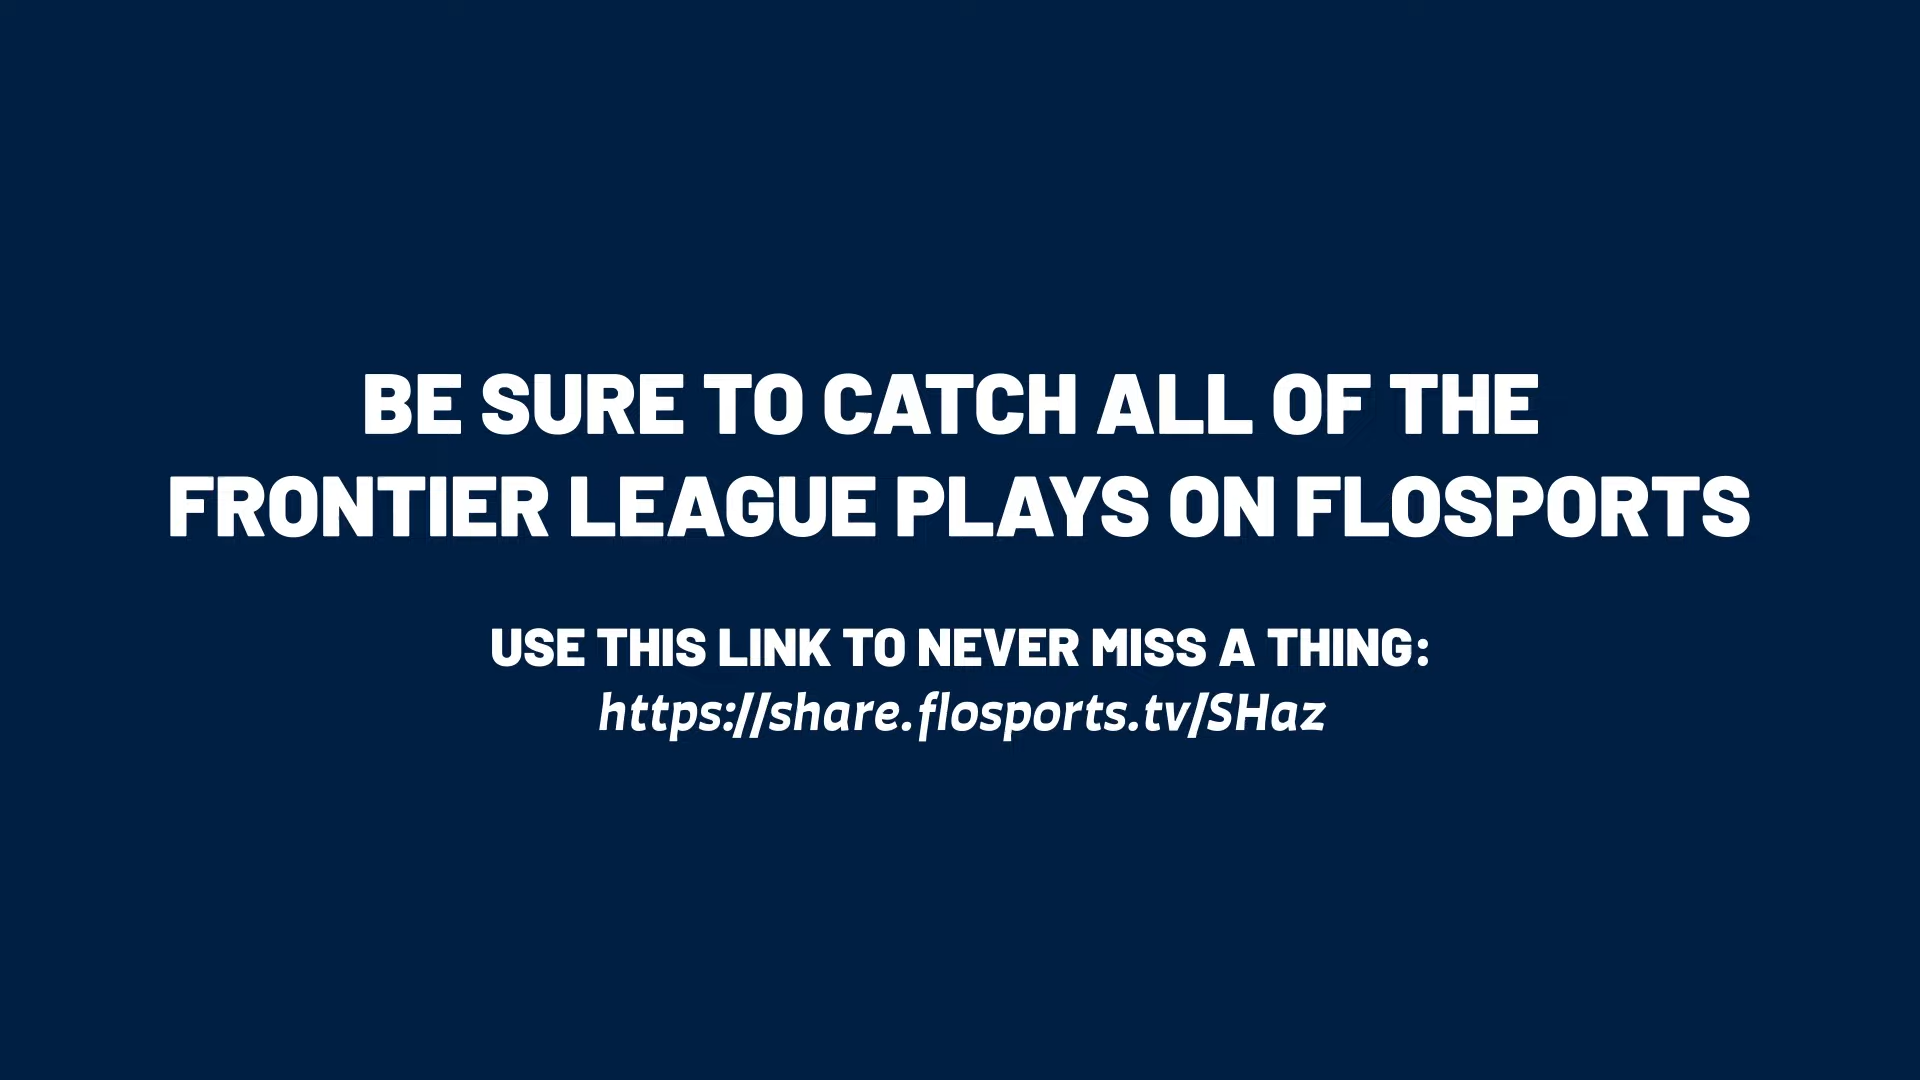 BE SURE TO CATCH ALL OF THE
FRONTIER LEAGUE PLAYS ON FLOSPORTS
USE THIS LINK TO NEVER MISS A THING:
https://share.flosports.tv/SHaz